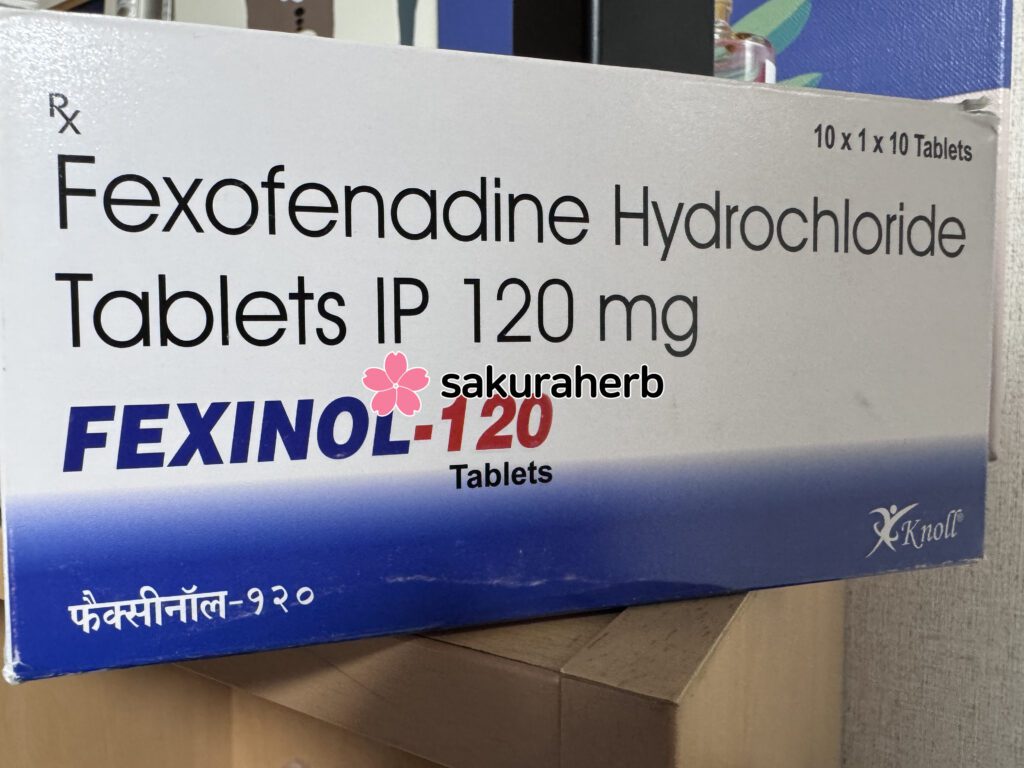 Rx
10 x 1 x 10 Tablets
Fexofenadine Hydrochloride
Tablets IP 120 mg
sakuraherb
FEXINOL-120
Tablets
Knoll®
फैक्सीनॉल-१२०